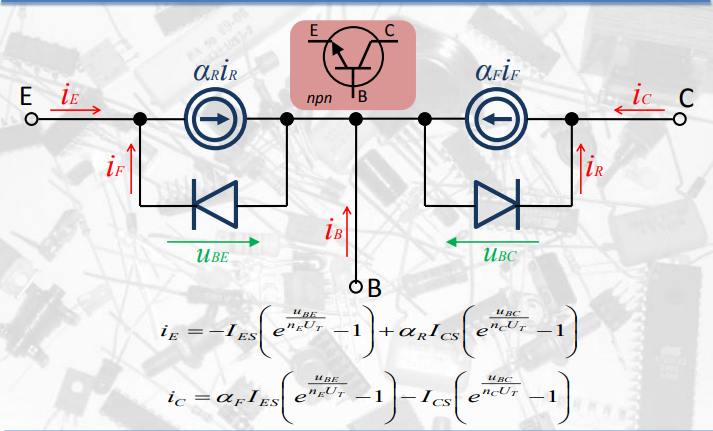 E C
npn B
α_R i_R α_F i_F
E i_E i_C C
i_F i_R
u_BE i_B u_BC
B
i_E = −I_ES(e^{u_BE/(n_E U_T)} − 1) + α_R I_CS(e^{u_BC/(n_C U_T)} − 1)
i_C = α_F I_ES(e^{u_BE/(n_E U_T)} − 1) − I_CS(e^{u_BC/(n_C U_T)} − 1)